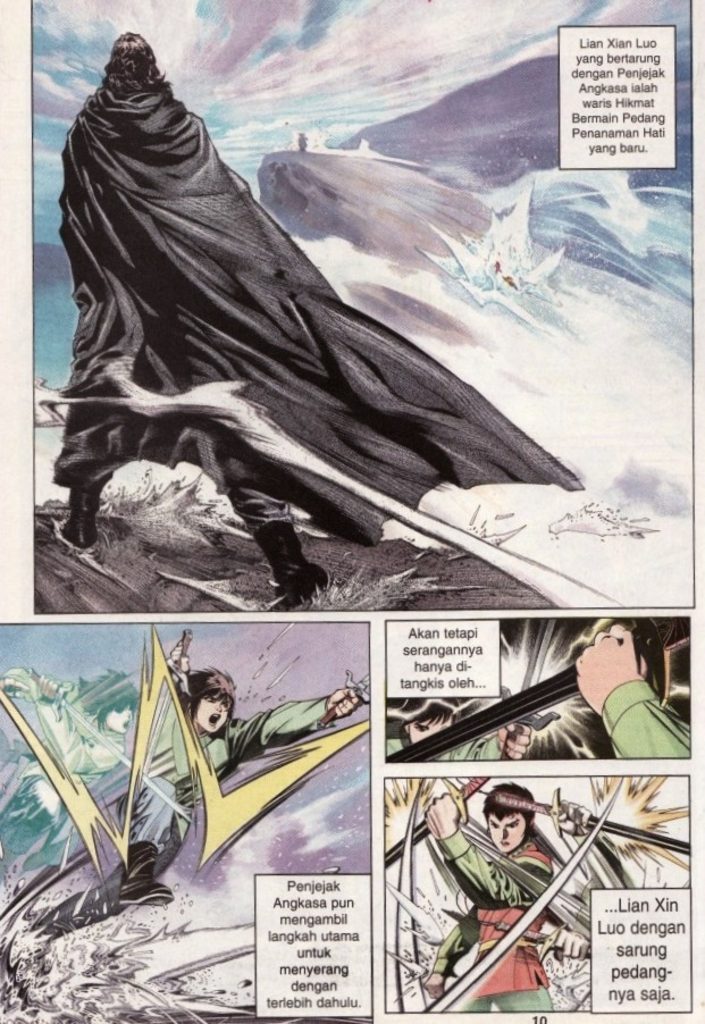 Lian Xian Luo
yang bertarung
dengan Penjejak
Angkasa ialah
waris Hikmat
Bermain Pedang
Penanaman Hati
yang baru.
Penjejak
Angkasa pun
mengambil
langkah utama
untuk
menyerang
dengan
terlebih dahulu.
Akan tetapi
serangannya
hanya di-
tangkis oleh...
...Lian Xin
Luo dengan
sarung
pedang-
nya saja.
10